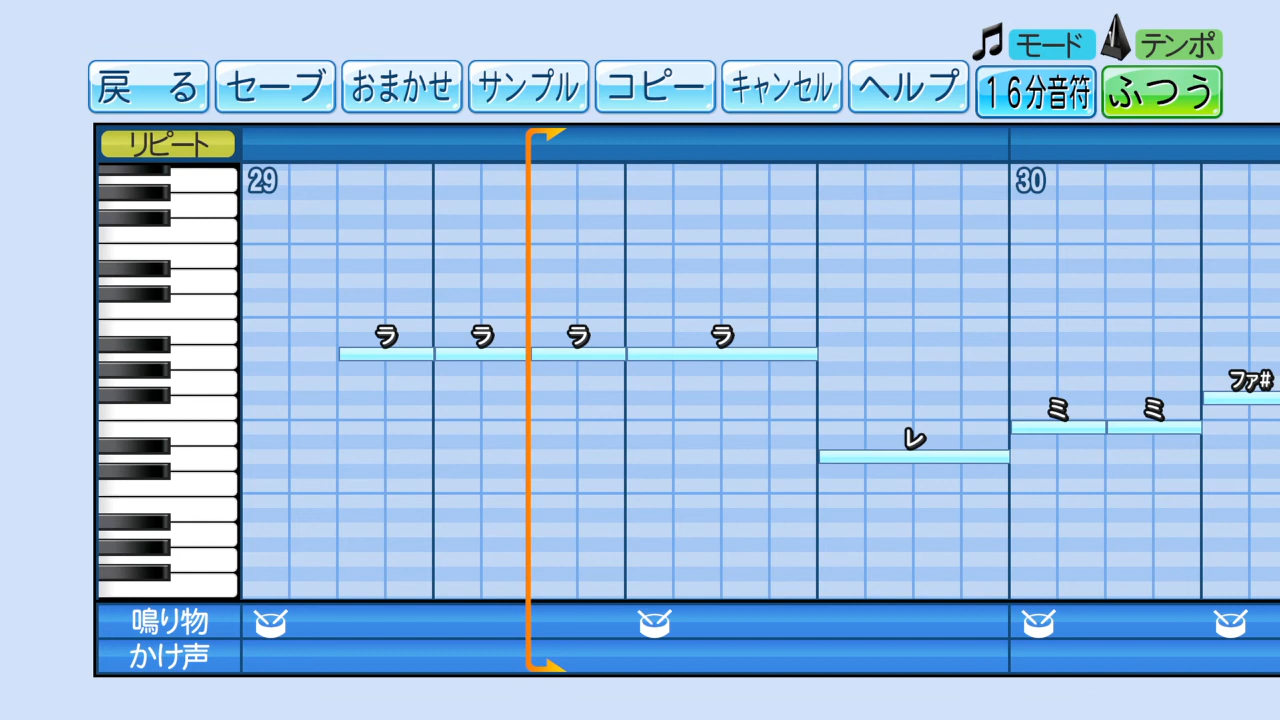 モード テンポ
戻る セーブ おまかせ サンプル コピー キャンセル ヘルプ 16分音符 ふつう
リピート
29 30
ラ ラ ラ ラ
ファ#
ミ ミ
レ
鳴り物
かけ声